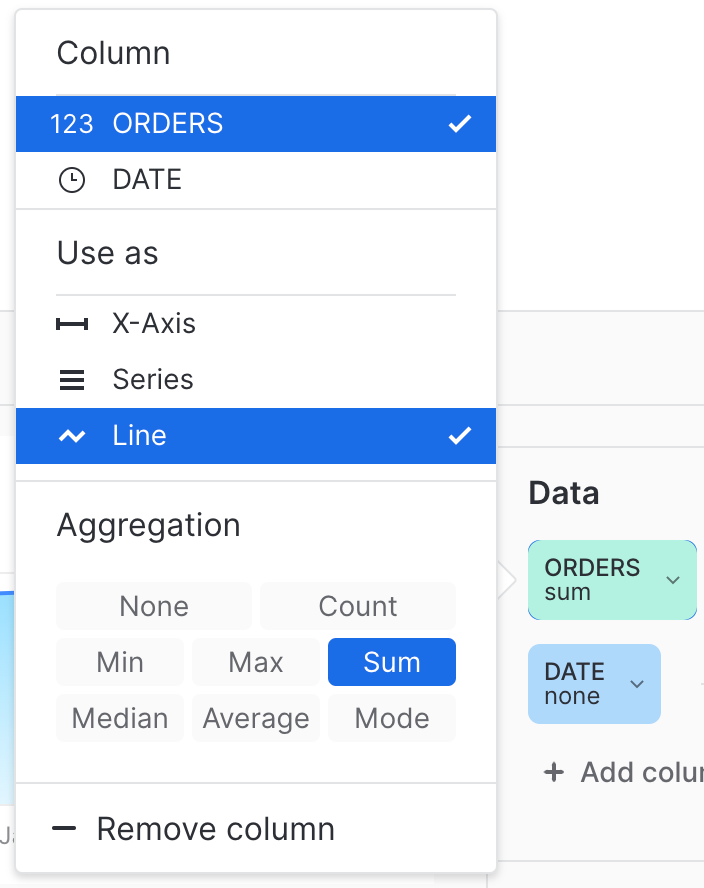 Column
123 ORDERS
DATE
Use as
X-Axis
Series
Line
Aggregation
None Count
Min Max Sum
Median Average Mode
Remove column
Data
ORDERS
sum
DATE
none
Add colu